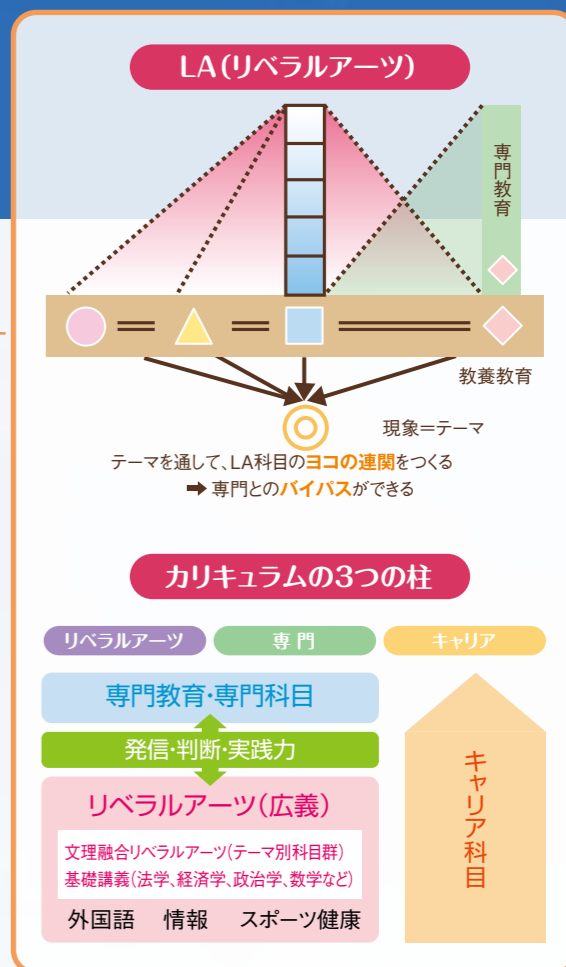 LA(リベラルアーツ)
専門教育
教養教育
現象=テーマ
テーマを通して、LA科目のヨコの連関をつくる
➡ 専門とのバイパスができる
カリキュラムの3つの柱
リベラルアーツ
専門
キャリア
専門教育・専門科目
発信・判断・実践力
リベラルアーツ(広義)
文理融合リベラルアーツ(テーマ別科目群)
基礎講義(法学、経済学、政治学、数学など)
外国語 情報 スポーツ健康
キャリア科目